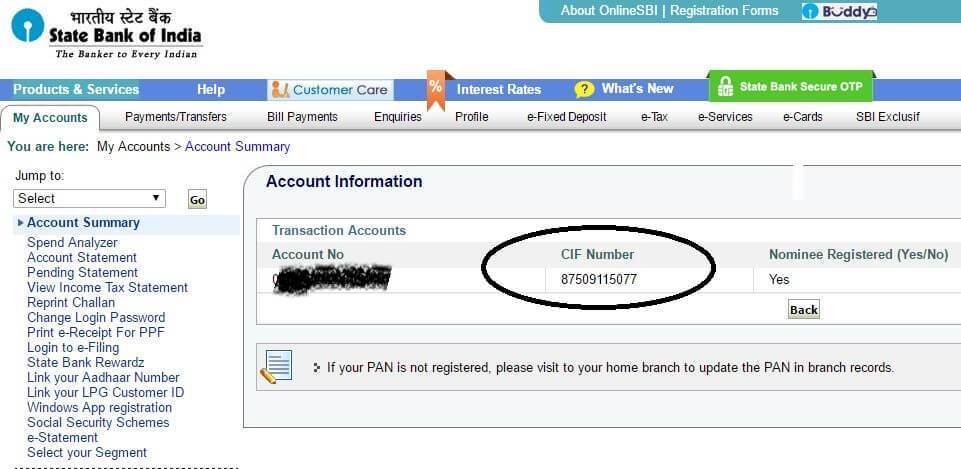 भारतीय स्टेट बैंक
State Bank of India
The Banker to Every Indian
About OnlineSBI | Registration Forms
Buddy
Products & Services Help Customer Care % Interest Rates ? What's New State Bank Secure OTP
My Accounts Payments/Transfers Bill Payments Enquiries Profile e-Fixed Deposit e-Tax e-Services e-Cards SBI Exclusif
You are here: My Accounts > Account Summary
Jump to:
Select Go
Account Summary
Spend Analyzer
Account Statement
Pending Statement
View Income Tax Statement
Reprint Challan
Change Login Password
Print e-Receipt For PPF
Login to e-Filing
State Bank Rewardz
Link your Aadhaar Number
Link your LPG Customer ID
Windows App registration
Social Security Schemes
e-Statement
Select your Segment
Account Information
Transaction Accounts
Account No CIF Number Nominee Registered (Yes/No)
87509115077 Yes
Back
If your PAN is not registered, please visit to your home branch to update the PAN in branch records.